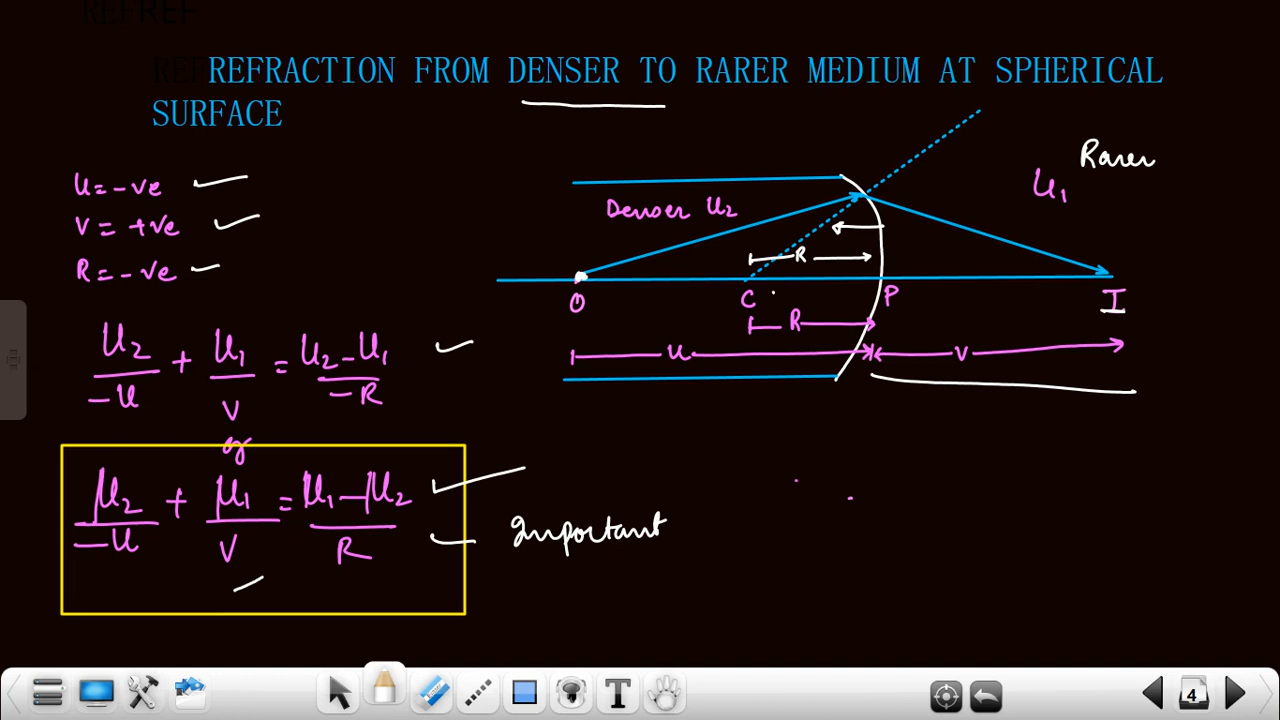 REFRACTION FROM DENSER TO RARER MEDIUM AT SPHERICAL
SURFACE
u = -ve
v = +ve
R = -ve
μ2/-u + μ1/v = μ2-μ1/-R
or
μ2/-u + μ1/v = μ1-μ2/R
Important
Rarer
μ1
Denser μ2
R
O C P I
R
u v
4